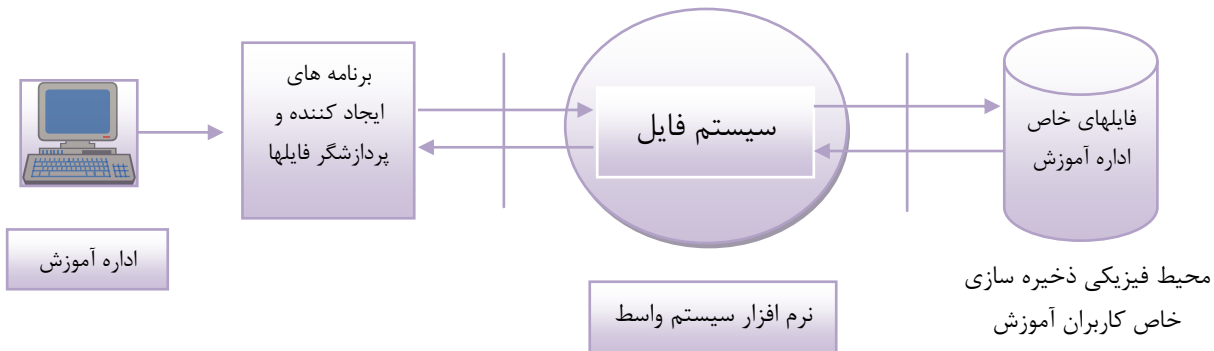 برنامه های
ایجاد کننده و
پردازشگر فایلها
سیستم فایل
فایلهای خاص
اداره آموزش
اداره آموزش
نرم افزار سیستم واسط
محیط فیزیکی ذخیره سازی
خاص کاربران آموزش